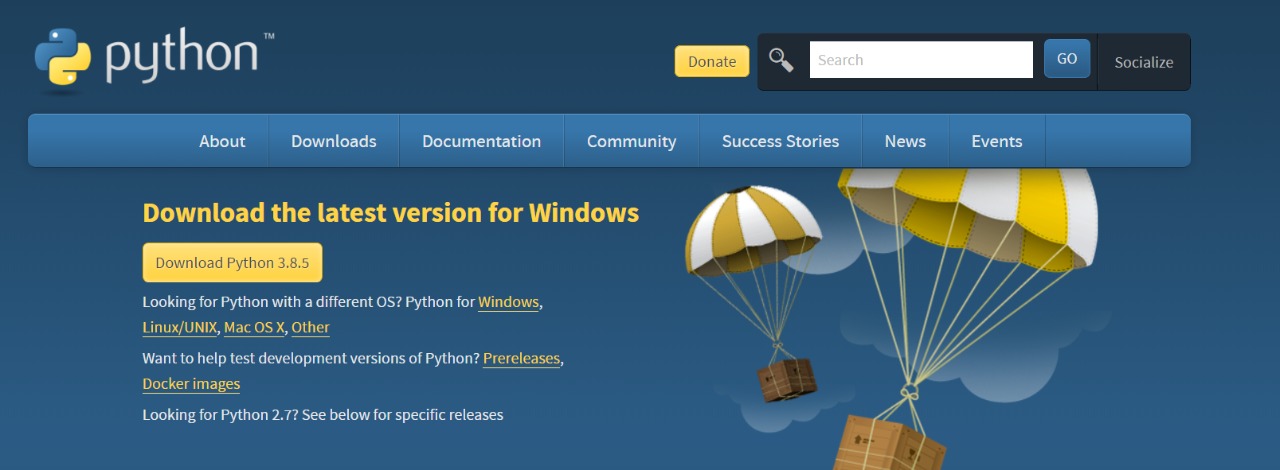 python™
Donate
Search
GO
Socialize
About
Downloads
Documentation
Community
Success Stories
News
Events
Download the latest version for Windows
Download Python 3.8.5
Looking for Python with a different OS? Python for Windows,
Linux/UNIX, Mac OS X, Other
Want to help test development versions of Python? Prereleases,
Docker images
Looking for Python 2.7? See below for specific releases